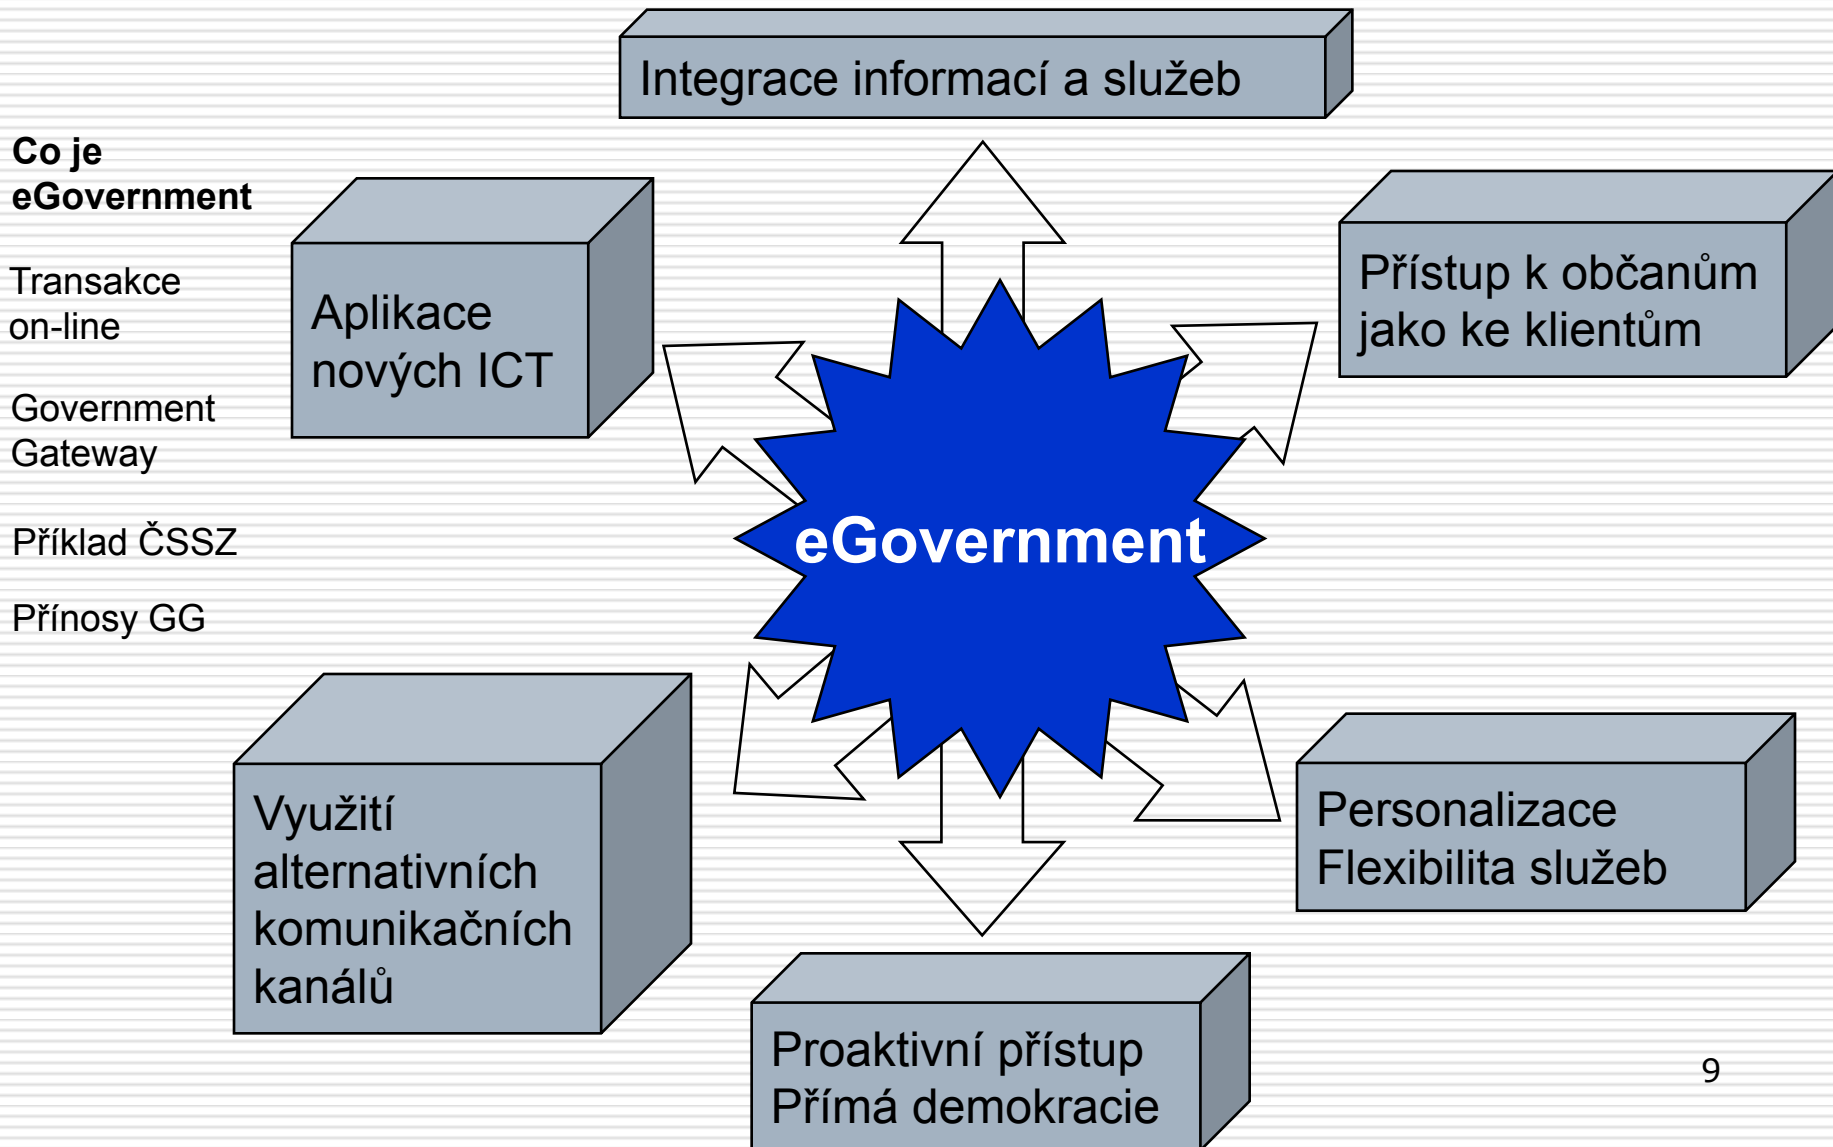 Integrace informací a služeb
Co je
eGovernment
Transakce
on-line
Government
Gateway
Příklad ČSSZ
Přínosy GG
Aplikace
nových ICT
Přístup k občanům
jako ke klientům
eGovernment
Využití
alternativních
komunikačních
kanálů
Personalizace
Flexibilita služeb
Proaktivní přístup
Přímá demokracie
9